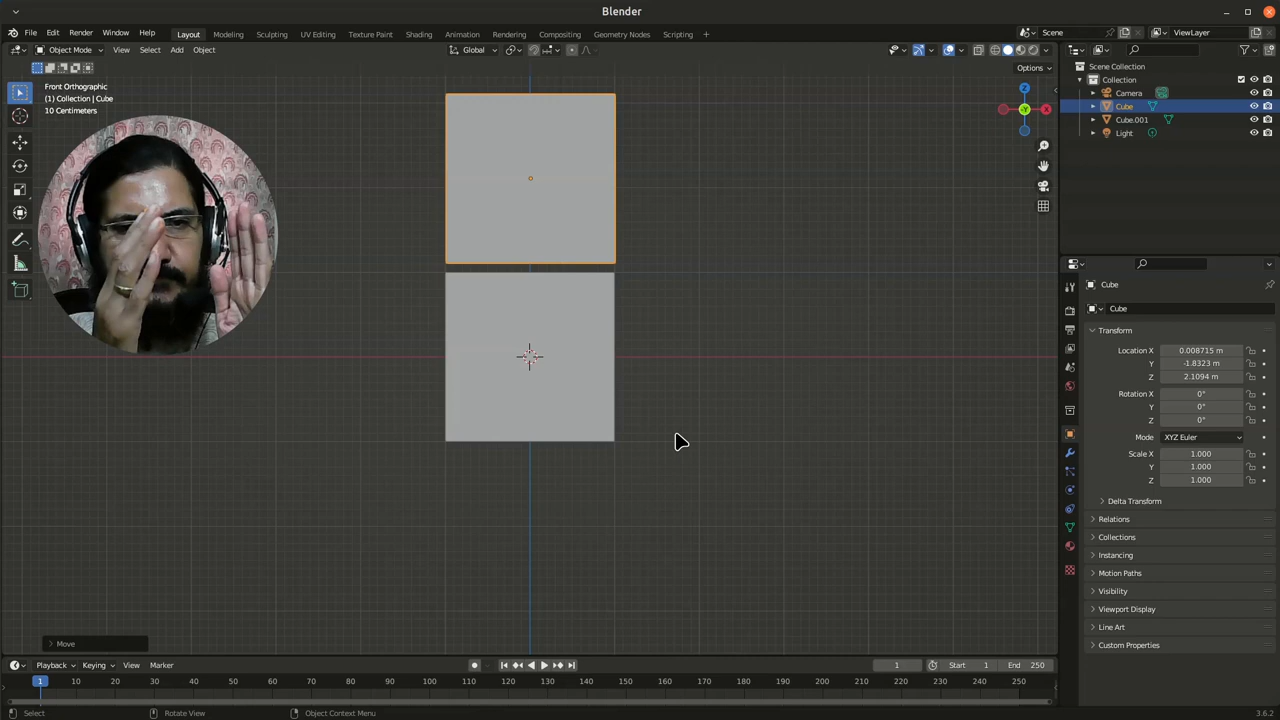 Blender
File Edit Render Window Help Layout Modeling Sculpting UV Editing Texture Paint Shading Animation Rendering Compositing Geometry Nodes Scripting Scene ViewLayer
Object Mode View Select Add Object Global
Options
Front Orthographic
(1) Collection | Cube
10 Centimeters
Z
Y
X
Scene Collection
Collection
Camera
Cube
Cube.001
Light
Cube
Cube
Transform
Location X 0.008715 m
Y -1.8323 m
Z 2.1094 m
Rotation X 0°
Y 0°
Z 0°
Mode XYZ Euler
Scale X 1.000
Y 1.000
Z 1.000
Delta Transform
Relations
Collections
Instancing
Motion Paths
Visibility
Viewport Display
Line Art
Custom Properties
Move
Playback Keying View Marker 1 Start 1 End 250
1 10 20 30 40 50 60 70 80 90 100 110 120 130 140 150 160 170 180 190 200 210 220 230 240 250
Select Rotate View Object Context Menu 3.6.2